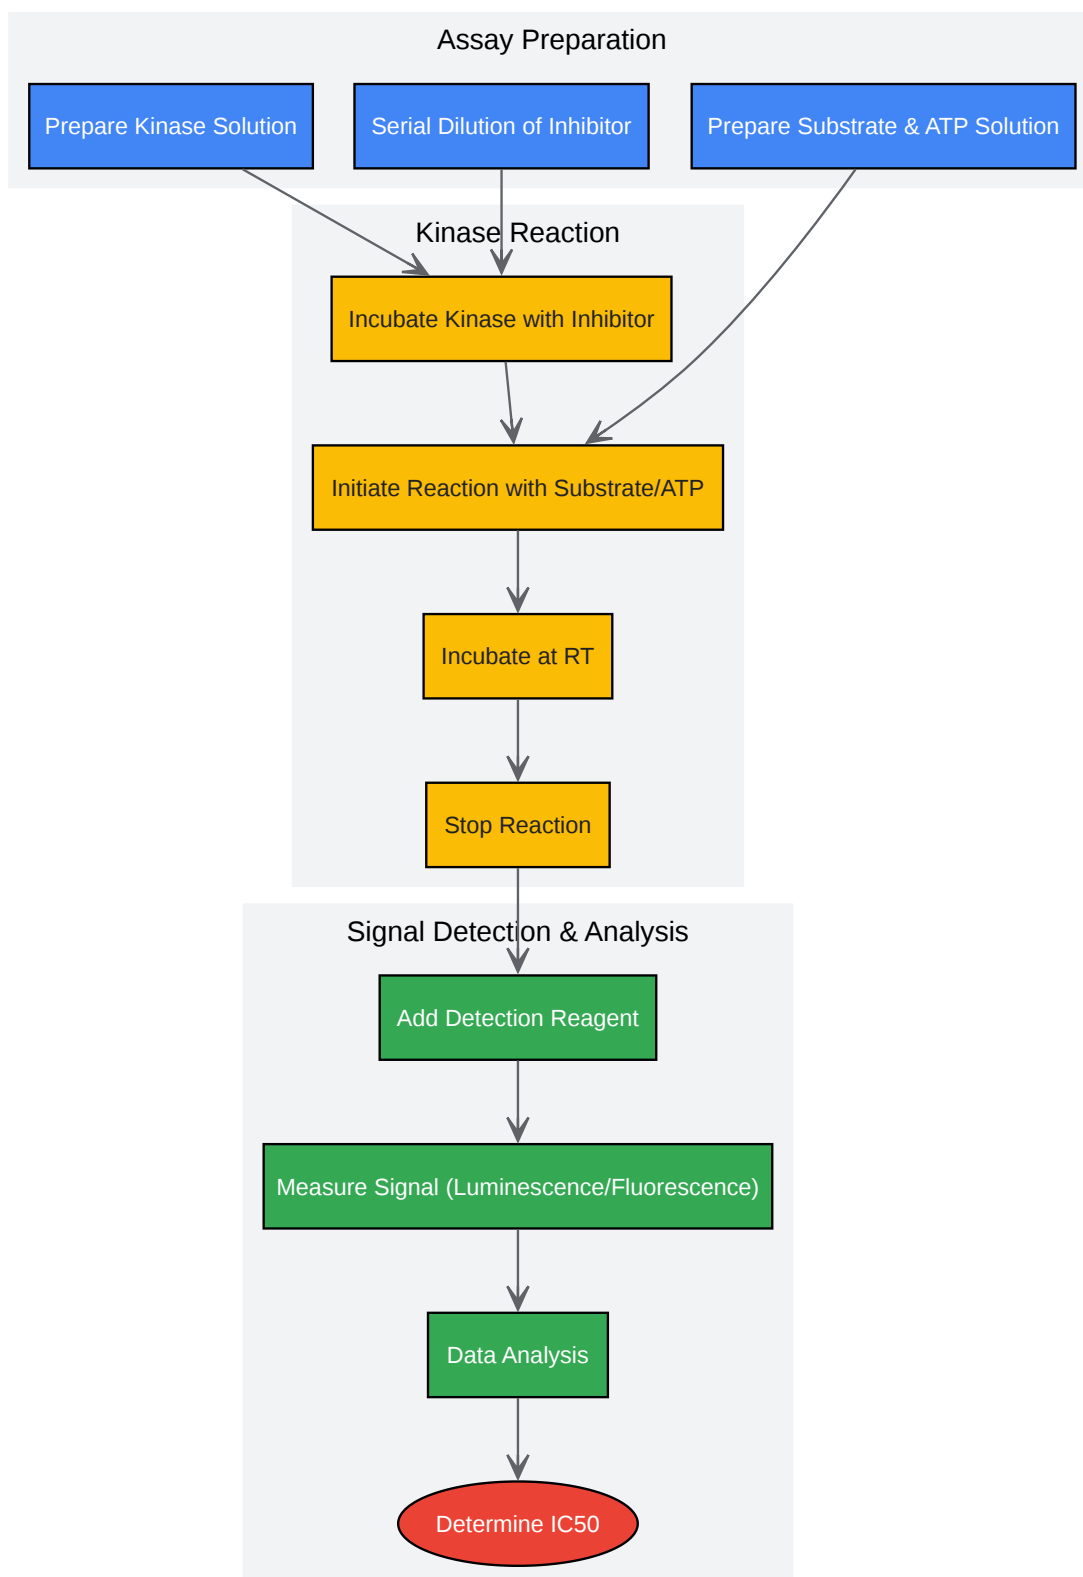 Assay Preparation
Prepare Kinase Solution
Serial Dilution of Inhibitor
Prepare Substrate & ATP Solution
Kinase Reaction
Incubate Kinase with Inhibitor
Initiate Reaction with Substrate/ATP
Incubate at RT
Stop Reaction
Signal Detection & Analysis
Add Detection Reagent
Measure Signal (Luminescence/Fluorescence)
Data Analysis
Determine IC50